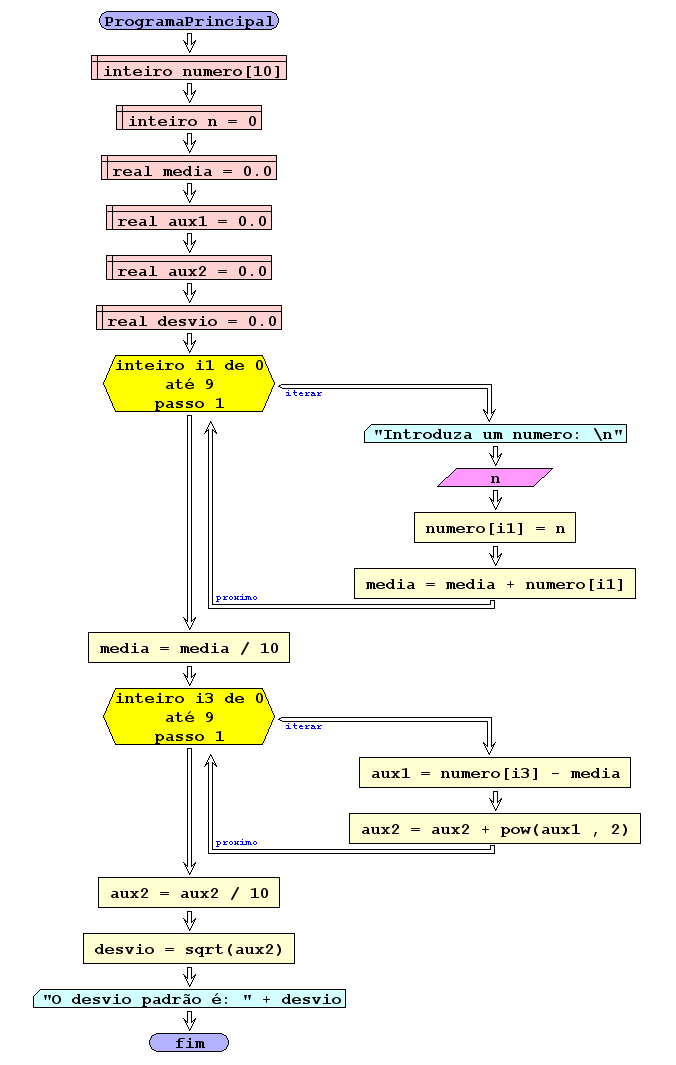 ProgramaPrincipal
inteiro numero[10]
inteiro n = 0
real media = 0.0
real aux1 = 0.0
real aux2 = 0.0
real desvio = 0.0
inteiro i1 de 0
até 9
passo 1
iterar
"Introduza um numero: \n"
n
numero[i1] = n
media = media + numero[i1]
proximo
media = media / 10
inteiro i3 de 0
até 9
passo 1
iterar
aux1 = numero[i3] - media
aux2 = aux2 + pow(aux1 , 2)
proximo
aux2 = aux2 / 10
desvio = sqrt(aux2)
"O desvio padrão é: " + desvio
fim